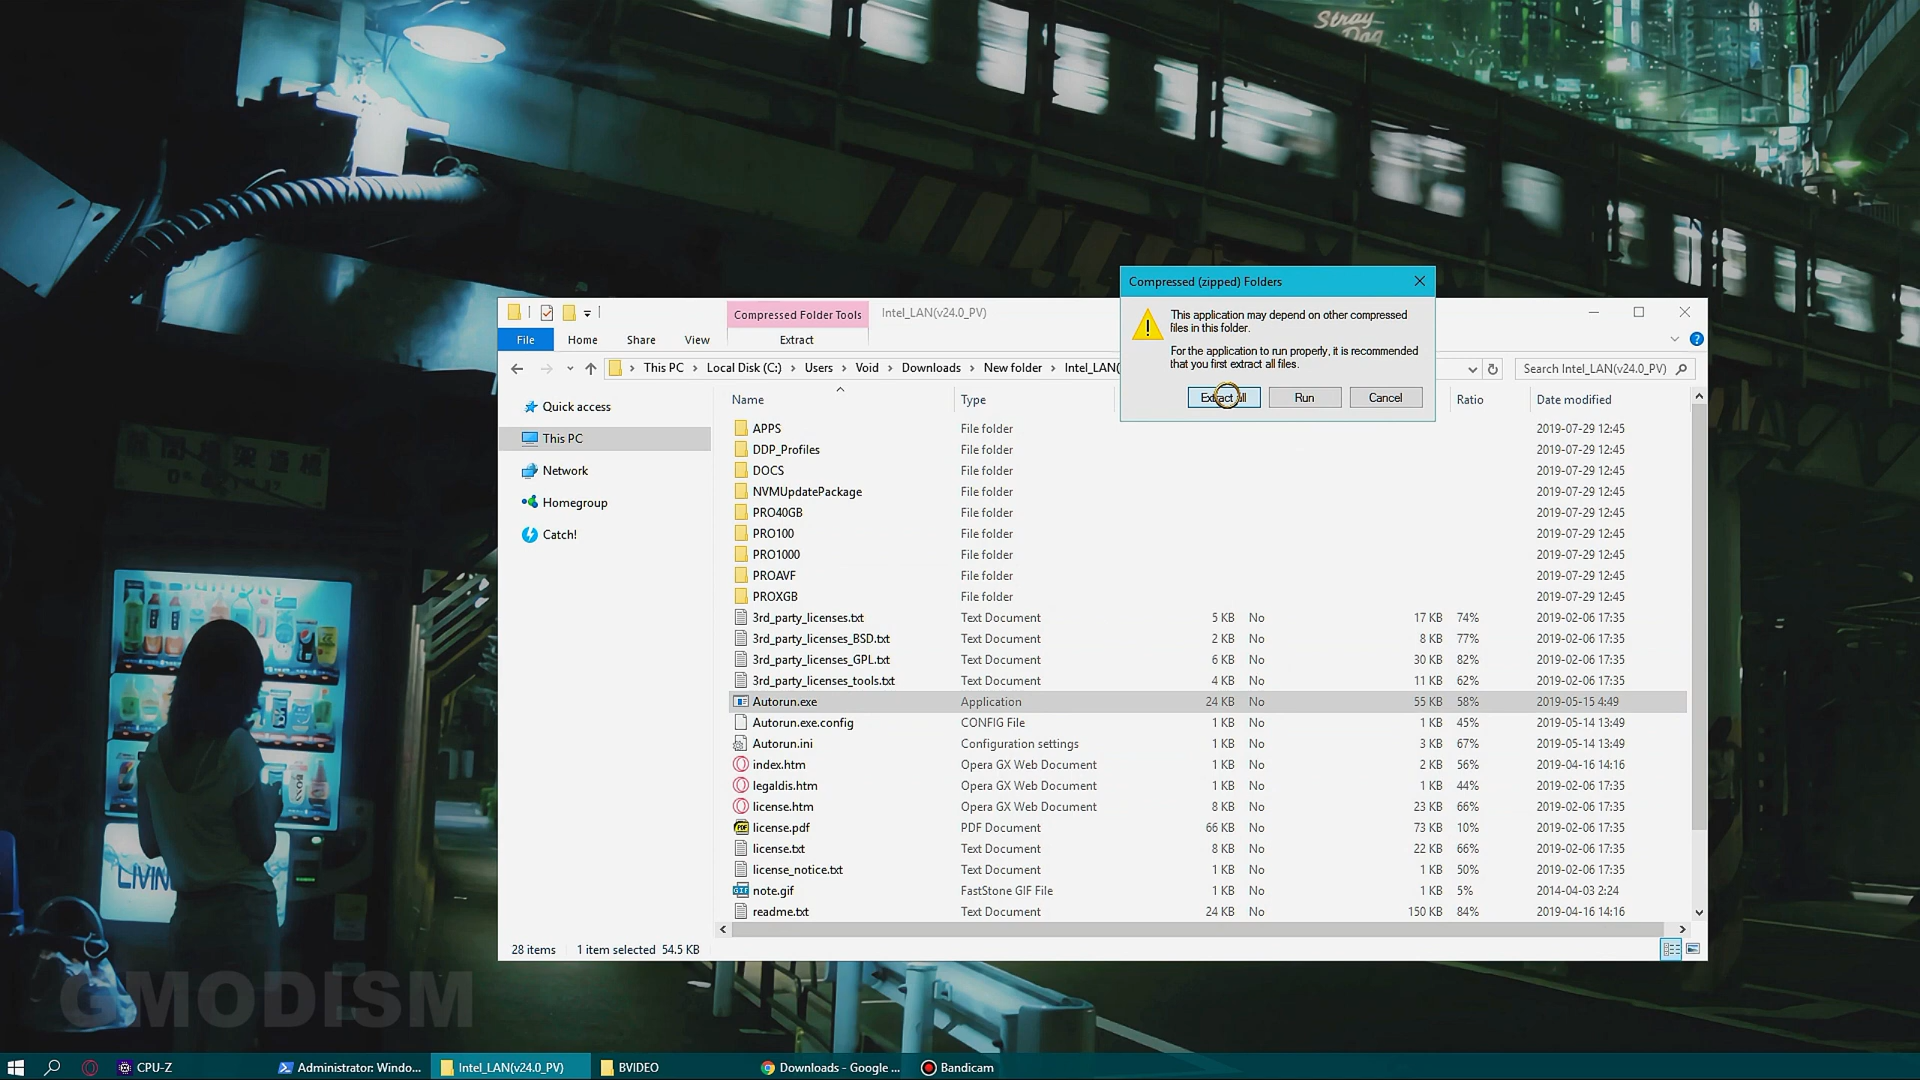 Stray
Dog
Compressed (zipped) Folders
This application may depend on other compressed
files in this folder.
For the application to run properly, it is recommended
that you first extract all files.
Extract all
Run
Cancel
Compressed Folder Tools
Intel_LAN(v24.0_PV)
File
Home
Share
View
Extract
This PC
Local Disk (C:)
Users
Void
Downloads
New folder
Intel_LAN(
Search Intel_LAN(v24.0_PV)
Quick access
This PC
Network
Homegroup
Catch!
Name Type Ratio Date modified
APPS File folder 2019-07-29 12:45
DDP_Profiles File folder 2019-07-29 12:45
DOCS File folder 2019-07-29 12:45
NVMUpdatePackage File folder 2019-07-29 12:45
PRO40GB File folder 2019-07-29 12:45
PRO100 File folder 2019-07-29 12:45
PRO1000 File folder 2019-07-29 12:45
PROAVF File folder 2019-07-29 12:45
PROXGB File folder 2019-07-29 12:45
3rd_party_licenses.txt Text Document 5 KB No 17 KB 74% 2019-02-06 17:35
3rd_party_licenses_BSD.txt Text Document 2 KB No 8 KB 77% 2019-02-06 17:35
3rd_party_licenses_GPL.txt Text Document 6 KB No 30 KB 82% 2019-02-06 17:35
3rd_party_licenses_tools.txt Text Document 4 KB No 11 KB 62% 2019-02-06 17:35
Autorun.exe Application 24 KB No 55 KB 58% 2019-05-15 4:49
Autorun.exe.config CONFIG File 1 KB No 1 KB 45% 2019-05-14 13:49
Autorun.ini Configuration settings 1 KB No 3 KB 67% 2019-05-14 13:49
index.htm Opera GX Web Document 1 KB No 2 KB 56% 2019-04-16 14:16
legaldis.htm Opera GX Web Document 1 KB No 1 KB 44% 2019-02-06 17:35
license.htm Opera GX Web Document 8 KB No 23 KB 66% 2019-02-06 17:35
license.pdf PDF Document 66 KB No 73 KB 10% 2019-02-06 17:35
license.txt Text Document 8 KB No 22 KB 66% 2019-02-06 17:35
license_notice.txt Text Document 1 KB No 1 KB 50% 2019-02-06 17:35
note.gif FastStone GIF File 1 KB No 1 KB 5% 2014-04-03 2:24
readme.txt Text Document 24 KB No 150 KB 84% 2019-04-16 14:16
28 items 1 item selected 54.5 KB
LIVIN
GMODISM
CPU-Z
Administrator: Windo...
Intel_LAN(v24.0_PV)
BVIDEO
Downloads - Google ...
Bandicam